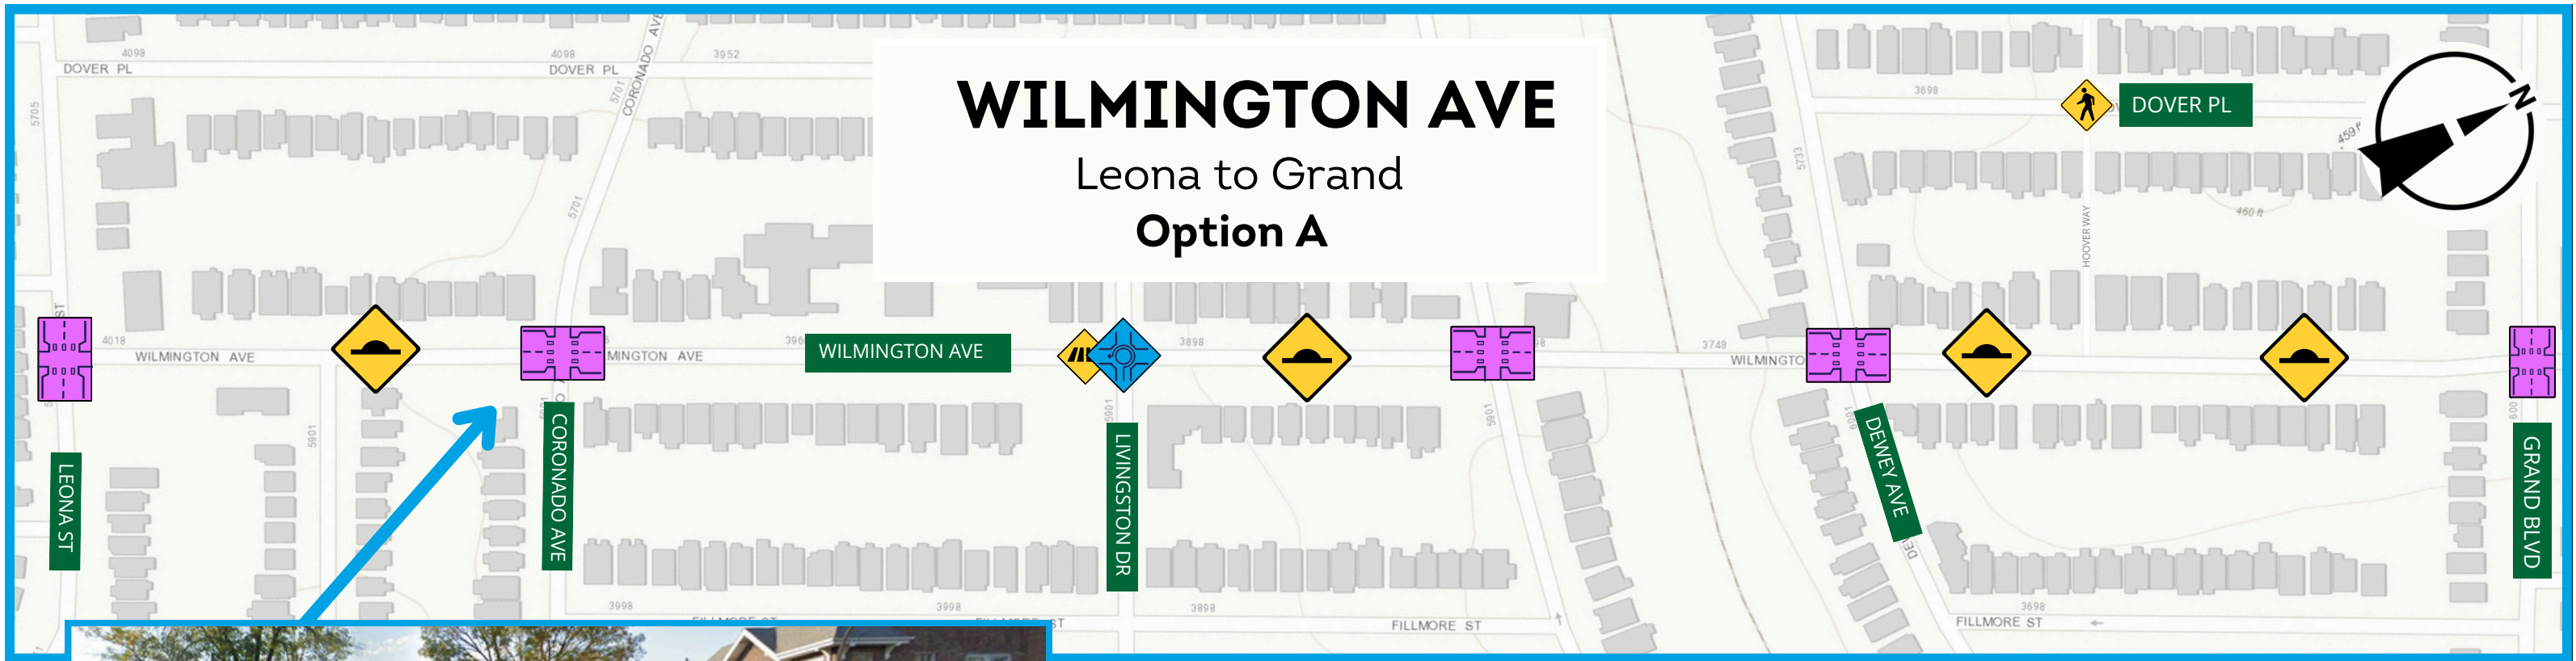 WILMINGTON AVE
Leona to Grand
Option A
4098
4098
3952
DOVER PL
DOVER PL
CORONADO AVE
5705
5701
5701
3698
DOVER PL
N
459 F
5733
HOOVER WAY
460 ft
4018
WILMINGTON AVE
MINGTON AVE
WILMINGTON AVE
3898
3748
WILMINGTO
5901
5901
5901
LEONA ST
CORONADO AVE
LIVINGSTON DR
DEWEY AVE
GRAND BLVD
3998
3998
3898
3698
FILLMORE ST
FILLMORE ST